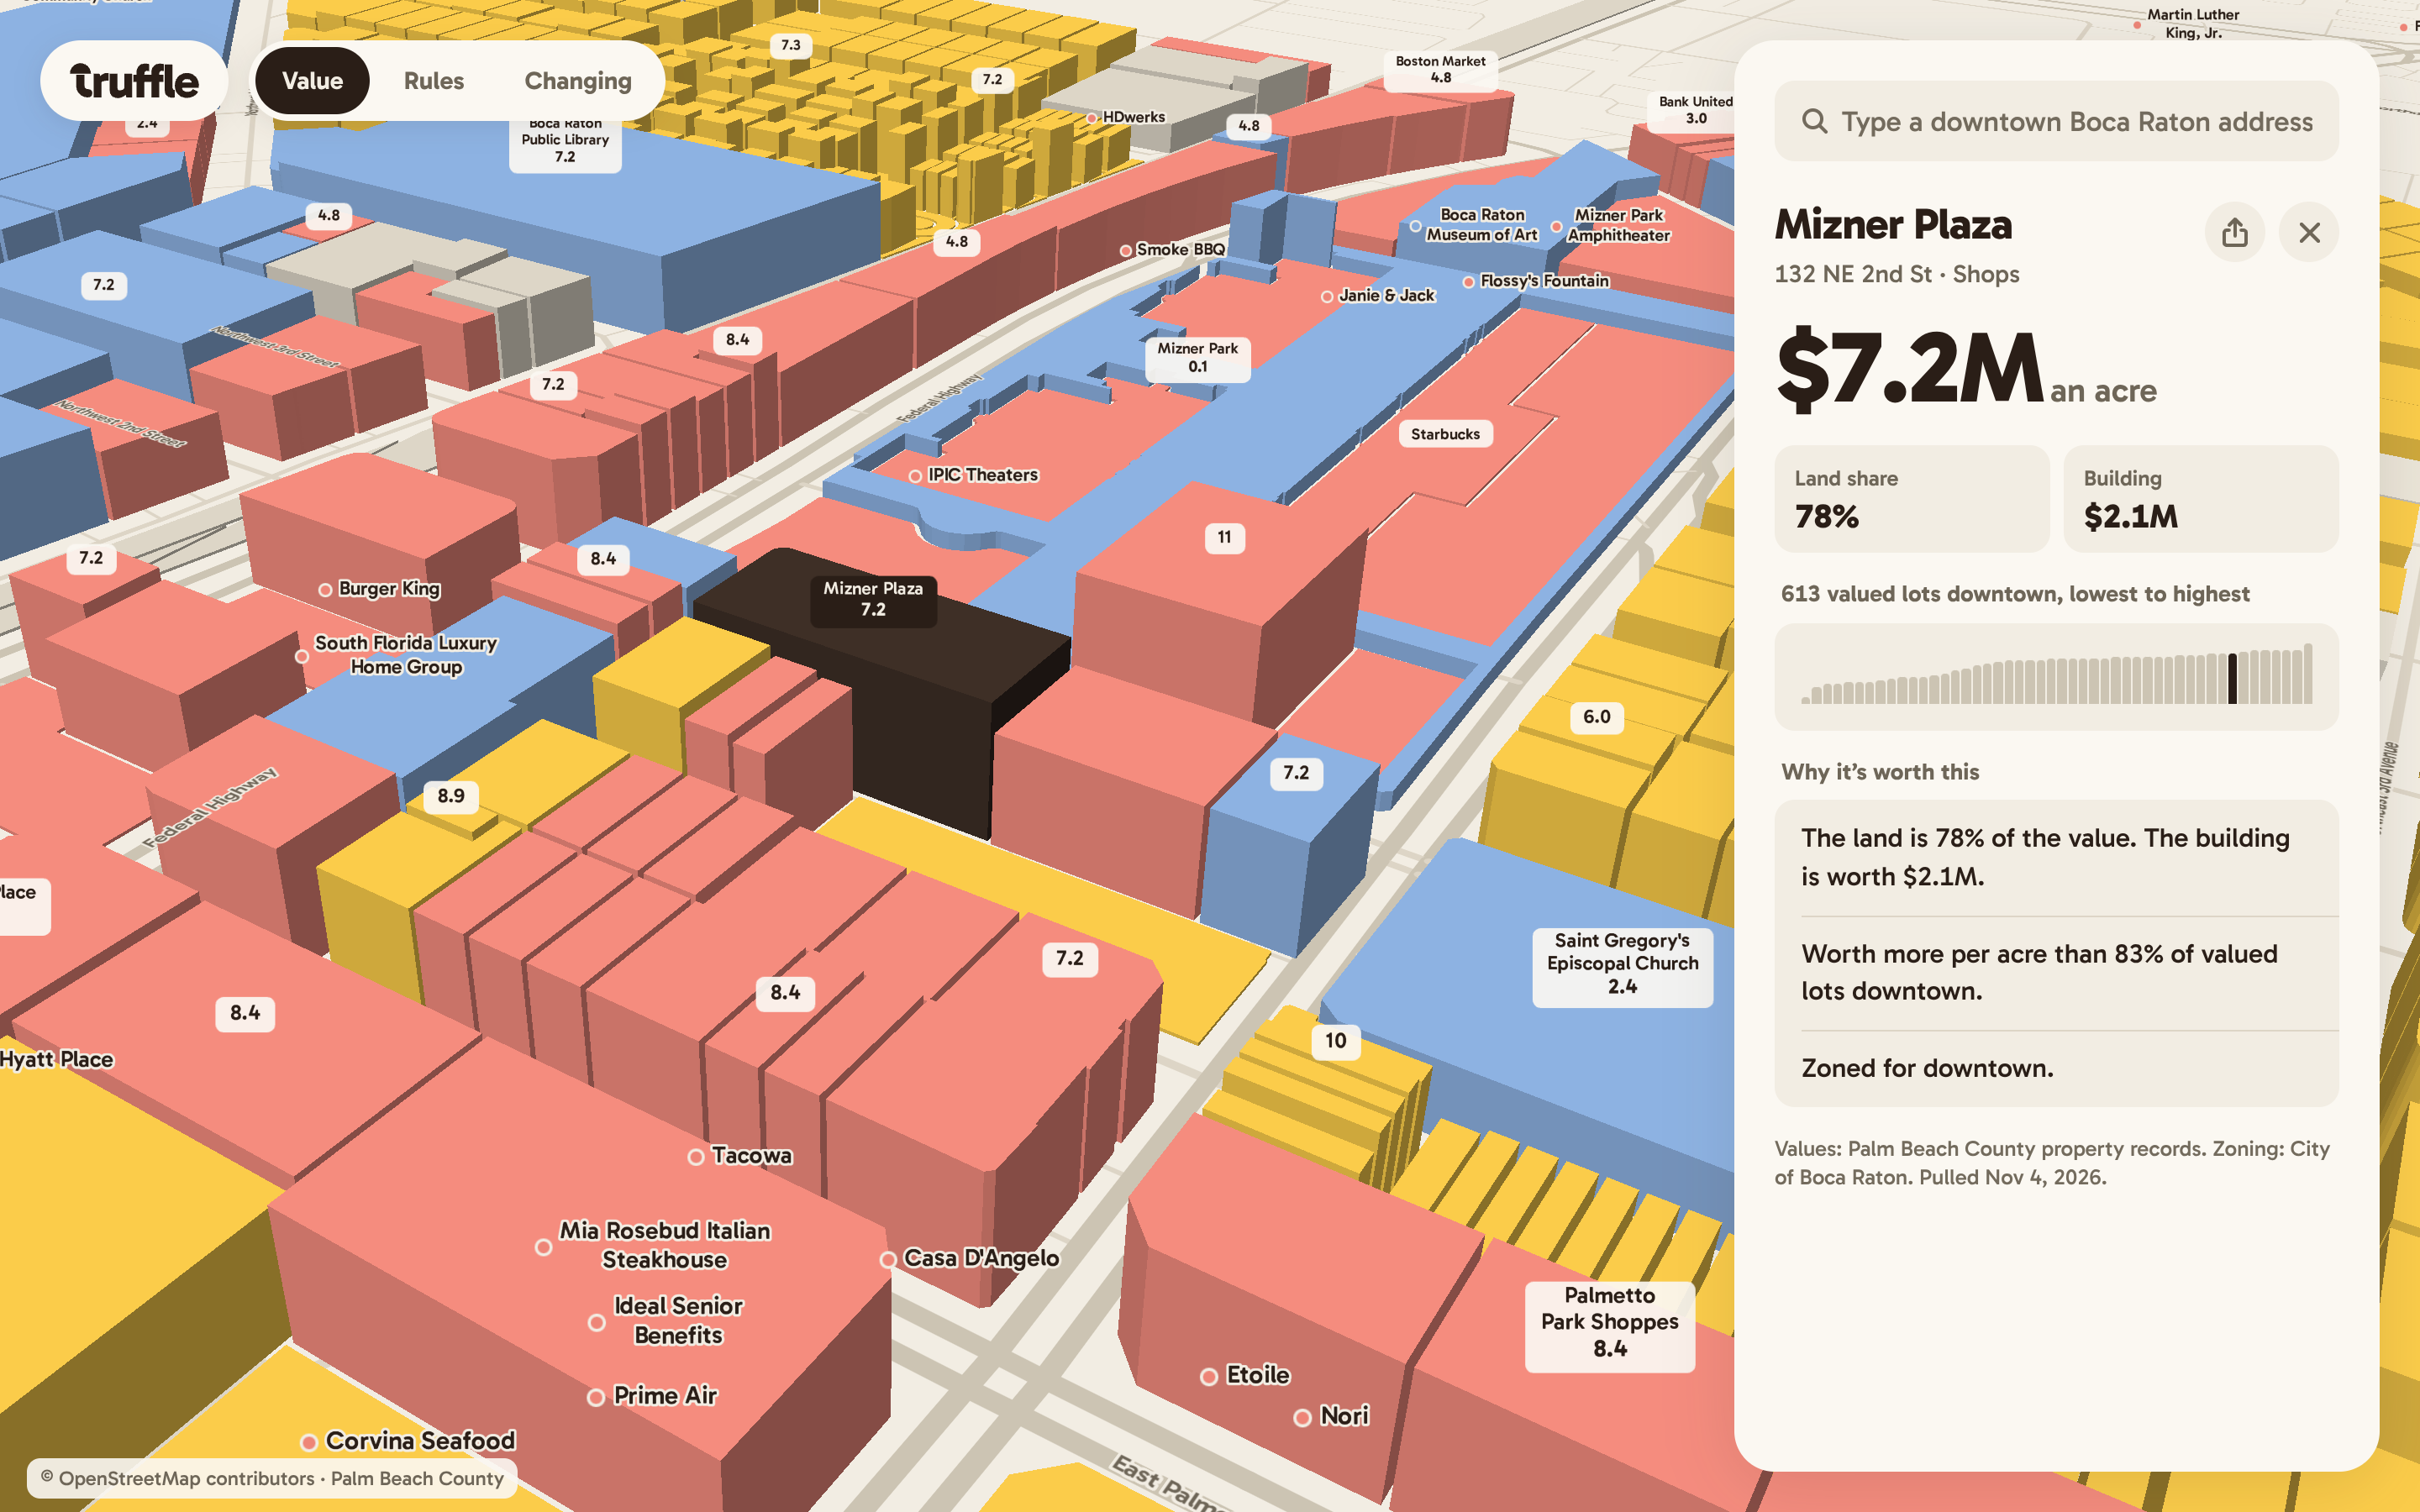 Martin Luther
King, Jr.
truffle
Value
Rules
Changing
7.3
7.2
Boston Market
4.8
Bank United
3.0
HDwerks
2.4
Boca Raton
Public Library
7.2
4.8
4.8
4.8
Smoke BBQ
Boca Raton
Museum of Art
Mizner Park
Amphitheater
7.2
Janie & Jack
Flossy's Fountain
Northwest 3rd Street
8.4
Mizner Park
0.1
7.2
Federal Highway
Northwest 2nd Street
Starbucks
IPIC Theaters
11
7.2
8.4
Burger King
Mizner Plaza
7.2
South Florida Luxury
Home Group
6.0
7.2
8.9
Federal Highway
lace
Saint Gregory's
Episcopal Church
2.4
7.2
8.4
8.4
10
Hyatt Place
Tacowa
Mia Rosebud Italian
Steakhouse
Casa D'Angelo
Ideal Senior
Benefits
Palmetto
Park Shoppes
8.4
Prime Air
Etoile
Nori
Corvina Seafood
East Palm
© OpenStreetMap contributors · Palm Beach County
Type a downtown Boca Raton address
Mizner Plaza
132 NE 2nd St · Shops
$7.2M an acre
Land share
78%
Building
$2.1M
613 valued lots downtown, lowest to highest
Why it’s worth this
The land is 78% of the value. The building
is worth $2.1M.
Worth more per acre than 83% of valued
lots downtown.
Zoned for downtown.
Values: Palm Beach County property records. Zoning: City
of Boca Raton. Pulled Nov 4, 2026.